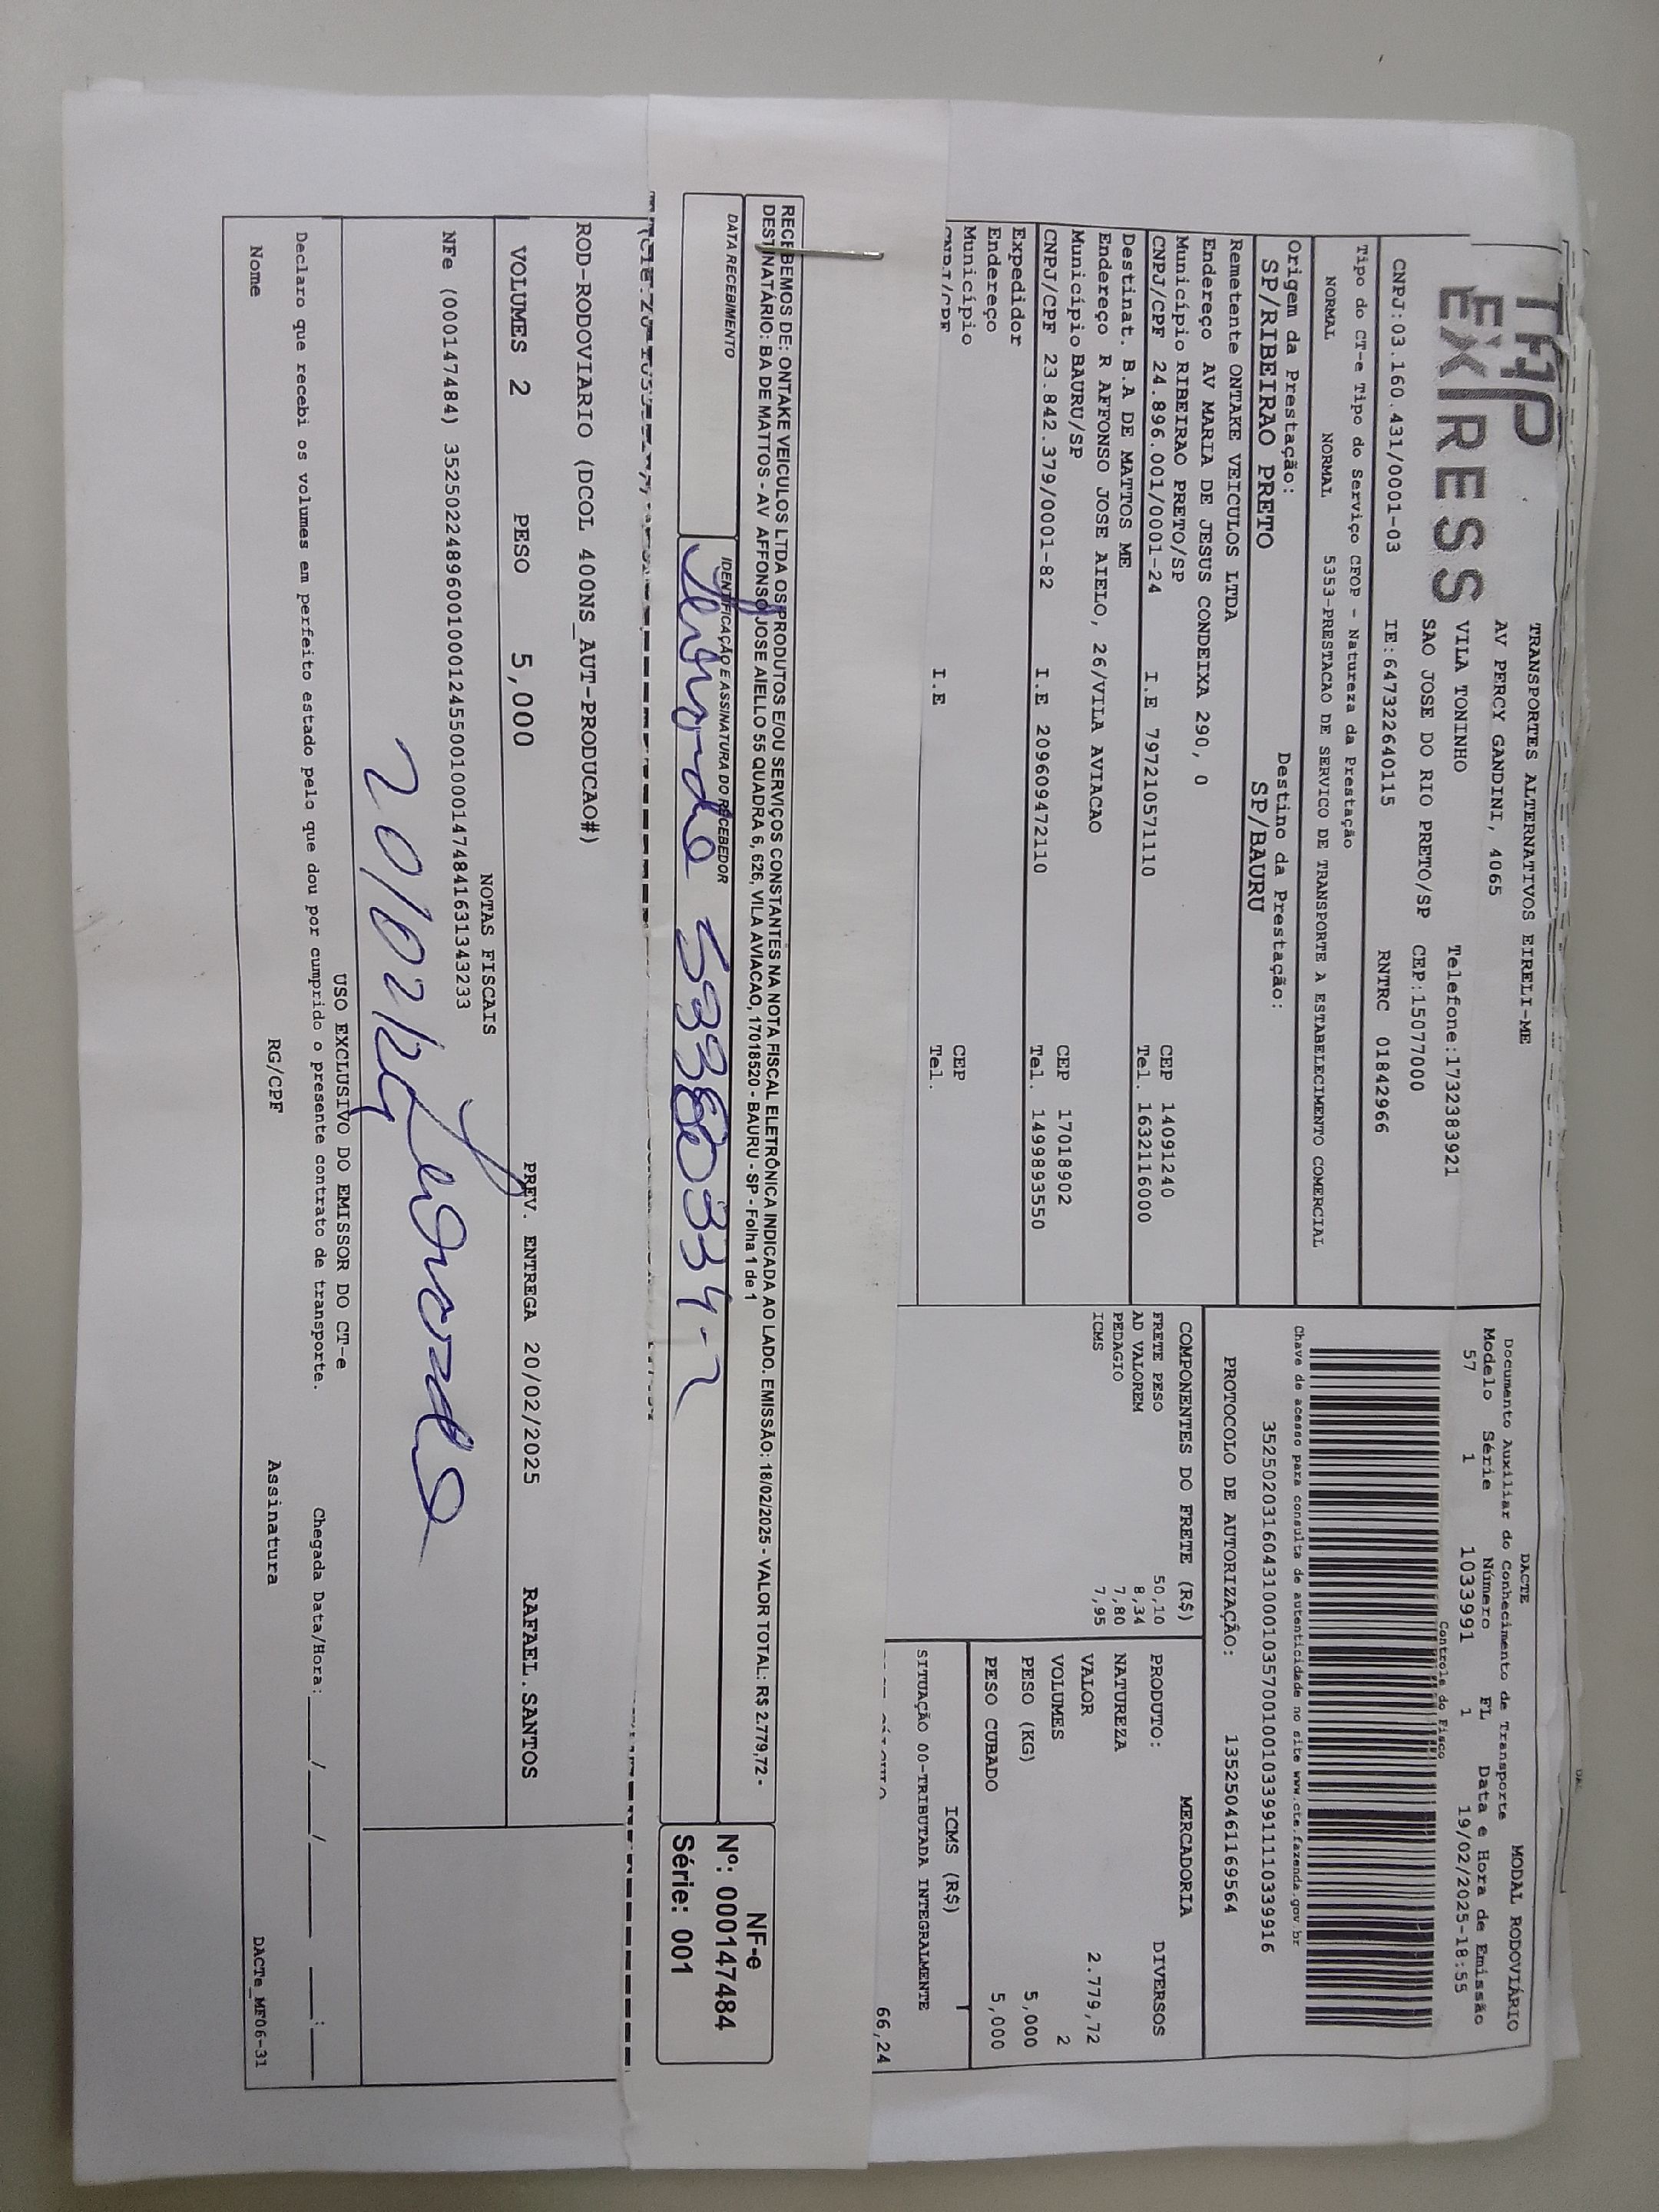 TAP
EXPRESS
TRANSPORTES ALTERNATIVOS EIRELI-ME
AV PERCY GANDINI, 4065
VILA TONINHO Telefone:1732383921
SAO JOSE DO RIO PRETO/SP CEP:15077000
CNPJ:03.160.431/0001-03 IE:647322640115 RNTRC 01842966
Tipo do CT-e Tipo do Serviço CFOP - Natureza da Prestação
NORMAL NORMAL 5353-PRESTACAO DE SERVICO DE TRANSPORTE A ESTABELECIMENTO COMERCIAL
Origem da Prestação: Destino da Prestação:
SP/RIBEIRAO PRETO SP/BAURU
Remetente ONTAKE VEICULOS LTDA
Endereço AV MARIA DE JESUS CONDEIXA 290, 0
Município RIBEIRAO PRETO/SP CEP 14091240
CNPJ/CPF 24.896.001/0001-24 I.E 797210571110 Tel. 1632116000
Destinat. B.A DE MATTOS ME
Endereço R AFFONSO JOSE AIELO, 26/VILA AVIACAO
Município BAURU/SP CEP 17018902
CNPJ/CPF 23.842.379/0001-82 I.E 209609472110 Tel. 14998935550
Expedidor
Endereço
Município CEP
CNPJ/CPF I.E Tel.
DACTE MODAL RODOVIÁRIO
Documento Auxiliar do Conhecimento de Transporte
Modelo Série Número FL Data e Hora de Emissão
57 1 1033991 1 19/02/2025-18:55
Controle do Fisco
Chave de acesso para consulta de autenticidade no site www.cte.fazenda.gov.br
35250203160431000103570010010339911110339916
PROTOCOLO DE AUTORIZAÇÃO: 135250461169564
COMPONENTES DO FRETE (R$)
FRETE PESO 50,10
AD VALOREM 8,34
PEDAGIO 7,80
ICMS 7,95
MERCADORIA
PRODUTO: DIVERSOS
NATUREZA
VALOR 2.779,72
VOLUMES 2
PESO (KG) 5,000
PESO CUBADO 5,000
ICMS (R$)
SITUAÇÃO 00-TRIBUTADA INTEGRALMENTE
66,24
RECEBEMOS DE: ONTAKE VEICULOS LTDA OS PRODUTOS E/OU SERVIÇOS CONSTANTES NA NOTA FISCAL ELETRÔNICA INDICADA AO LADO. EMISSÃO: 18/02/2025 - VALOR TOTAL: R$ 2.779,72 -
DESTINATÁRIO: BA DE MATTOS - AV AFFONSO JOSE AIELLO 55 QUADRA 6, 626, VILA AVIACAO, 17018520 - BAURU - SP - Folha 1 de 1
DATA RECEBIMENTO IDENTIFICAÇÃO E ASSINATURA DO RECEBEDOR
NF-e
Nº: 000147484
Série: 001
ROD-RODOVIARIO (DCOL 400NS_AUT-PRODUCAO#)
VOLUMES 2 PESO 5,000 PREV. ENTREGA 20/02/2025 RAFAEL.SANTOS
NOTAS FISCAIS
NFe (000147484) 35250224896001000124550010001474841631343233
USO EXCLUSIVO DO EMISSOR DO CT-e
Declaro que recebi os volumes em perfeito estado pelo que dou por cumprido o presente contrato de transporte. Chegada Data/Hora:____/____/____ ___:___
Nome RG/CPF Assinatura
DACTe_MF06-31